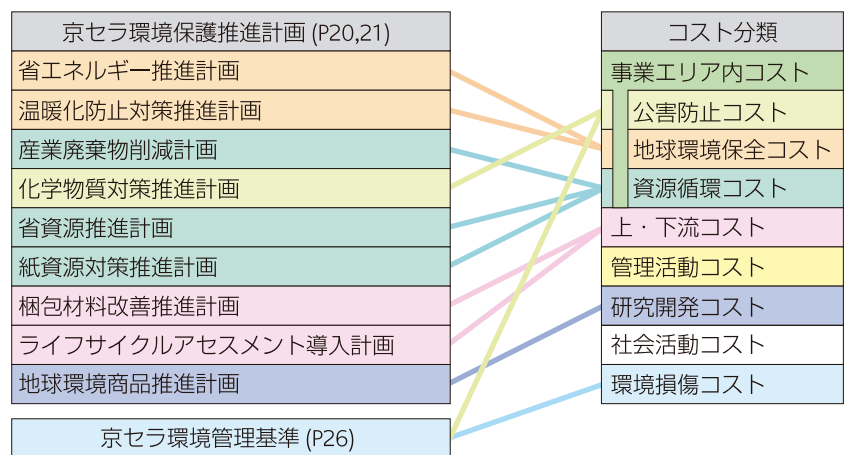 京セラ環境保護推進計画 (P20,21)
省エネルギー推進計画
温暖化防止対策推進計画
産業廃棄物削減計画
化学物質対策推進計画
省資源推進計画
紙資源対策推進計画
梱包材料改善推進計画
ライフサイクルアセスメント導入計画
地球環境商品推進計画
京セラ環境管理基準 (P26)
コスト分類
事業エリア内コスト
公害防止コスト
地球環境保全コスト
資源循環コスト
上・下流コスト
管理活動コスト
研究開発コスト
社会活動コスト
環境損傷コスト